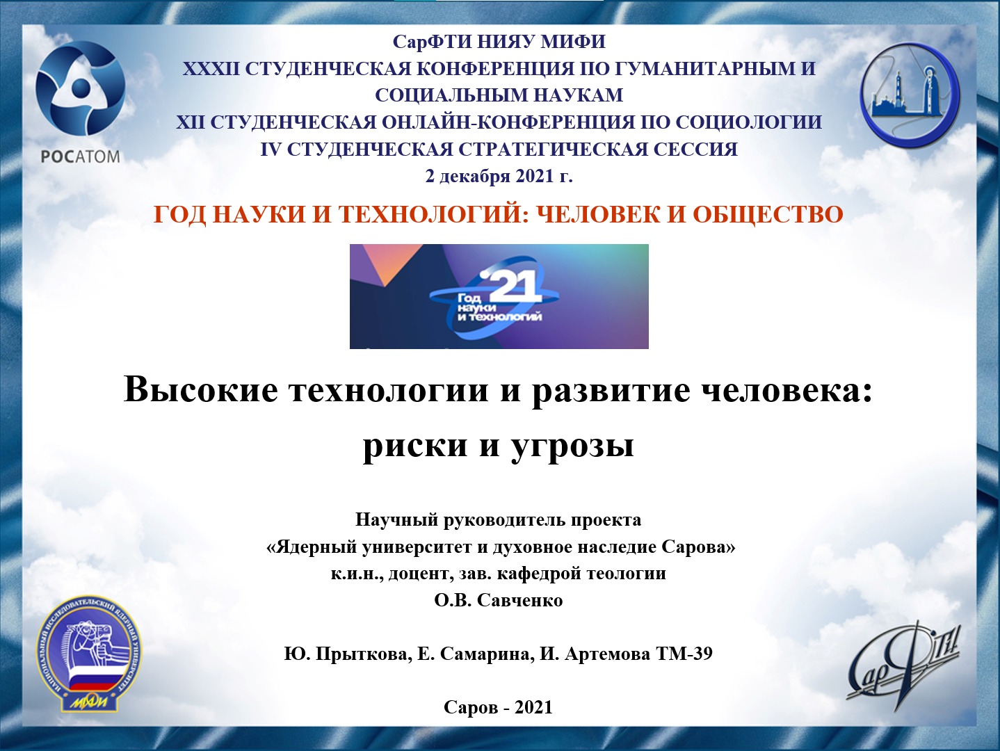 СарФТИ НИЯУ МИФИ
XXXII СТУДЕНЧЕСКАЯ КОНФЕРЕНЦИЯ ПО ГУМАНИТАРНЫМ И
СОЦИАЛЬНЫМ НАУКАМ
XII СТУДЕНЧЕСКАЯ ОНЛАЙН-КОНФЕРЕНЦИЯ ПО СОЦИОЛОГИИ
IV СТУДЕНЧЕСКАЯ СТРАТЕГИЧЕСКАЯ СЕССИЯ
2 декабря 2021 г.
РОСАТОМ
ГОД НАУКИ И ТЕХНОЛОГИЙ: ЧЕЛОВЕК И ОБЩЕСТВО
'21
Год
науки
и технологий
Высокие технологии и развитие человека:
риски и угрозы
Научный руководитель проекта
«Ядерный университет и духовное наследие Сарова»
к.и.н., доцент, зав. кафедрой теологии
О.В. Савченко
Ю. Прыткова, Е. Самарина, И. Артемова ТМ-39
Саров - 2021
НАЦИОНАЛЬНЫЙ ИССЛЕДОВАТЕЛЬСКИЙ ЯДЕРНЫЙ УНИВЕРСИТЕТ
МИФИ
СарФТИ